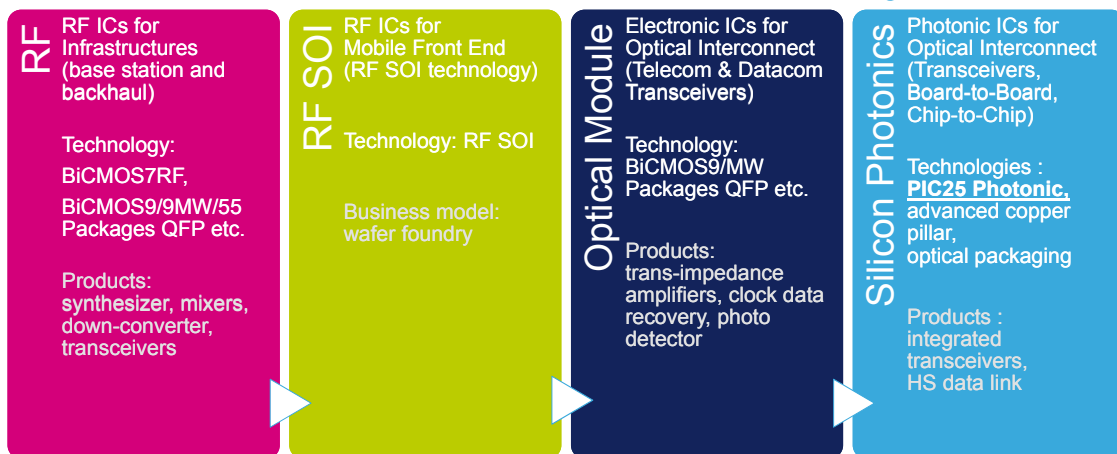 RF
RF ICs for
Infrastructures
(base station and
backhaul)
Technology:
BiCMOS7RF,
BiCMOS9/9MW/55
Packages QFP etc.
Products:
synthesizer, mixers,
down-converter,
transceivers
RF SOI
RF ICs for
Mobile Front End
(RF SOI technology)
Technology: RF SOI
Business model:
wafer foundry
Optical Module
Electronic ICs for
Optical Interconnect
(Telecom & Datacom
Transceivers)
Technology:
BiCMOS9/MW
Packages QFP etc.
Products:
trans-impedance
amplifiers, clock data
recovery, photo
detector
Silicon Photonics
Photonic ICs for
Optical Interconnect
(Transceivers,
Board-to-Board,
Chip-to-Chip)
Technologies :
PIC25 Photonic,
advanced copper
pillar,
optical packaging
Products :
integrated
transceivers,
HS data link